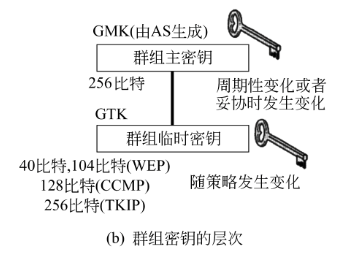 GMK(由AS生成)
群组主密钥
256比特
周期性变化或者
妥协时发生变化
GTK
群组临时密钥
40比特,104比特(WEP)
128比特(CCMP)
256比特(TKIP)
随策略发生变化
(b) 群组密钥的层次